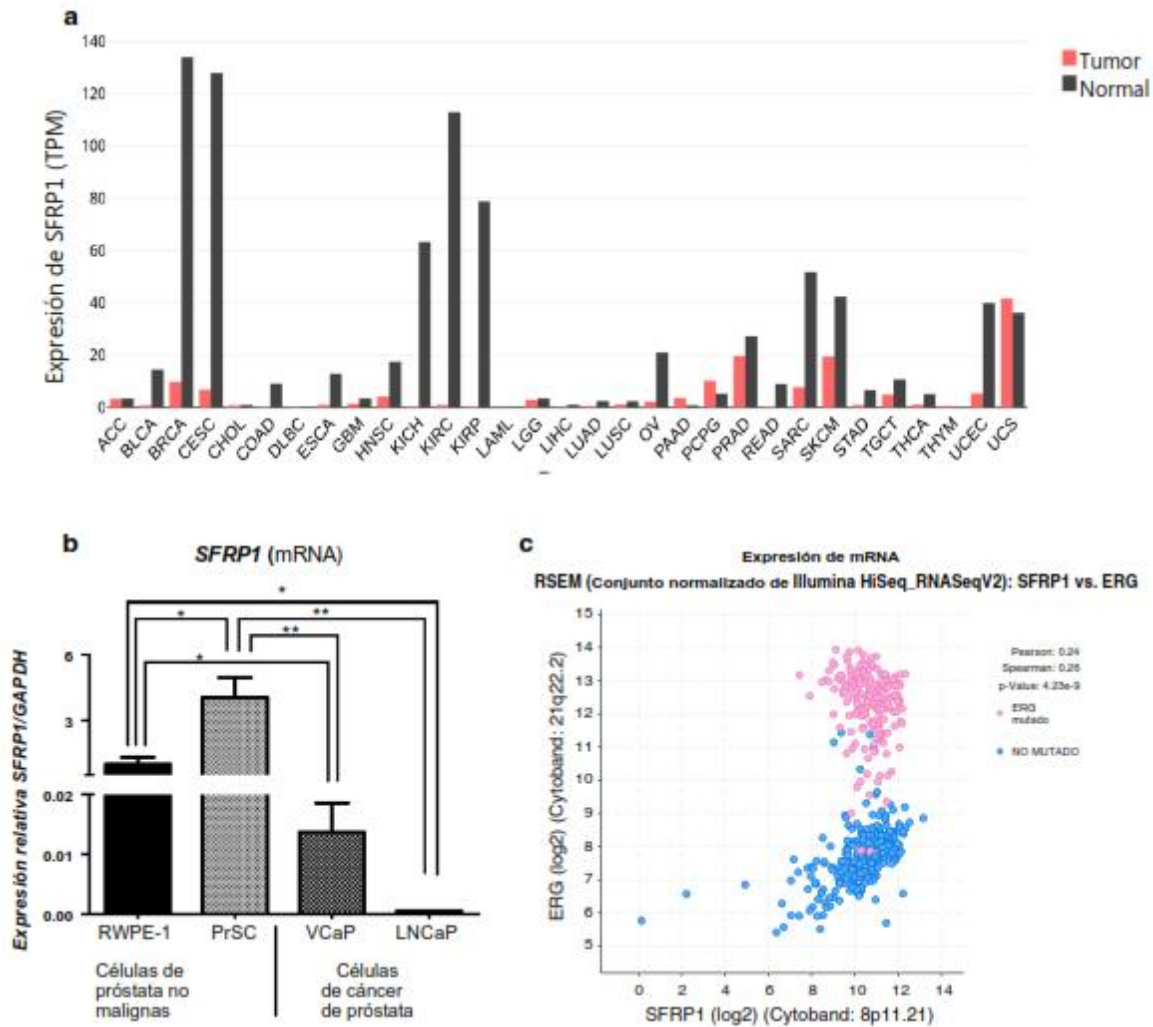 a
140
120
100
80
60
40
20
0
Expresión de SFRP1 (TPM)
Tumor
Normal
ACC
BLCA
BRCA
CESC
CHOL
COAD
DLBC
ESCA
GBM
HNSC
KICH
KIRC
KIRP
LAML
LGG
LIHC
LUAD
LUSC
OV
PAAD
PCPG
PRAD
READ
SARC
SKCM
STAD
TGCT
THCA
THYM
UCEC
UCS
b
SFRP1 (mRNA)
*
* **
**
*
6
3
0.02
0.01
0.00
Expresión relativa SFRP1/GAPDH
RWPE-1 PrSC VCaP LNCaP
Células de
próstata no
malignas
Células
de cáncer
de próstata
c
Expresión de mRNA
RSEM (Conjunto normalizado de Illumina HiSeq_RNASeqV2): SFRP1 vs. ERG
15
14
13
12
11
10
9
8
7
6
5
ERG (log2) (Cytoband: 21q22.2)
Pearson: 0.24
Spearman: 0.26
p-Value: 4.23e-9
ERG
mutado
NO MUTADO
0 2 4 6 8 10 12 14
SFRP1 (log2) (Cytoband: 8p11.21)